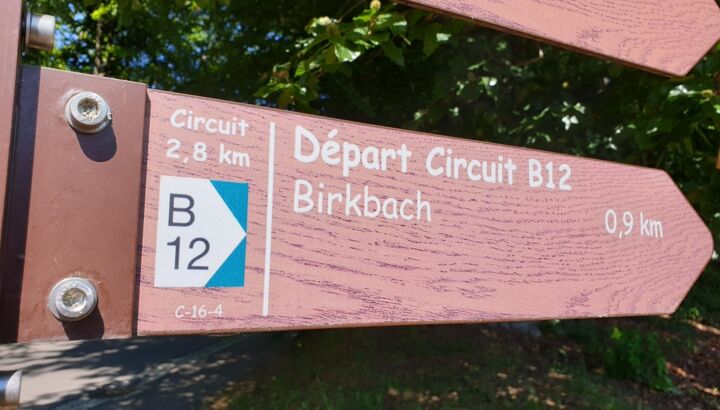 Circuit
2,8 km
B
12
C-16-4
Départ Circuit B12
Birkbach
0,9 km